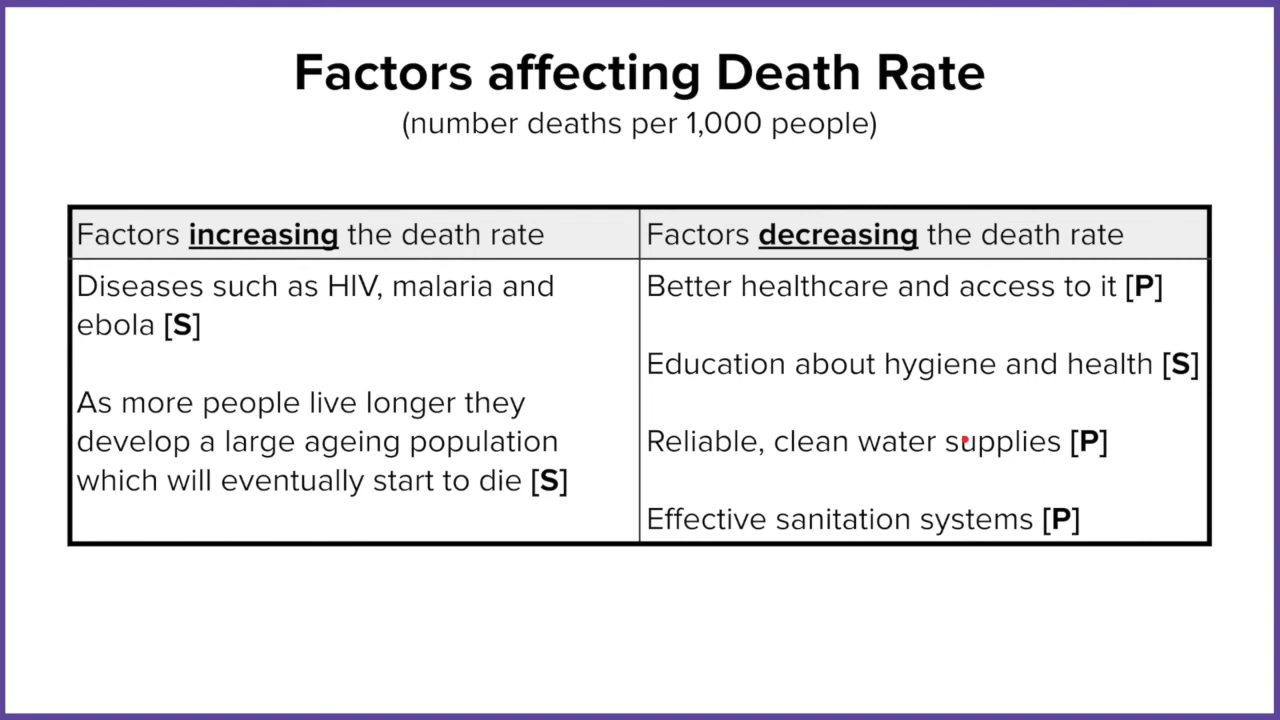 Factors affecting Death Rate
(number deaths per 1,000 people)
Factors increasing the death rate
Diseases such as HIV, malaria and
ebola [S]
As more people live longer they
develop a large ageing population
which will eventually start to die [S]
Factors decreasing the death rate
Better healthcare and access to it [P]
Education about hygiene and health [S]
Reliable, clean water supplies [P]
Effective sanitation systems [P]